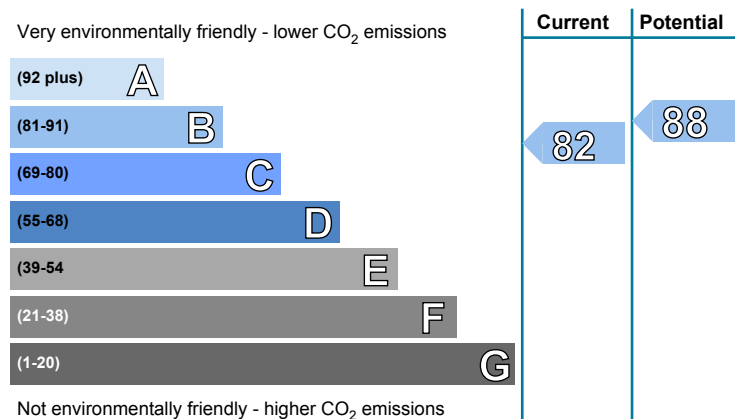 Very environmentally friendly - lower CO2 emissions
Current
Potential
(92 plus) A
(81-91) B
(69-80) C
(55-68) D
(39-54 E
(21-38) F
(1-20) G
82
88
Not environmentally friendly - higher CO2 emissions